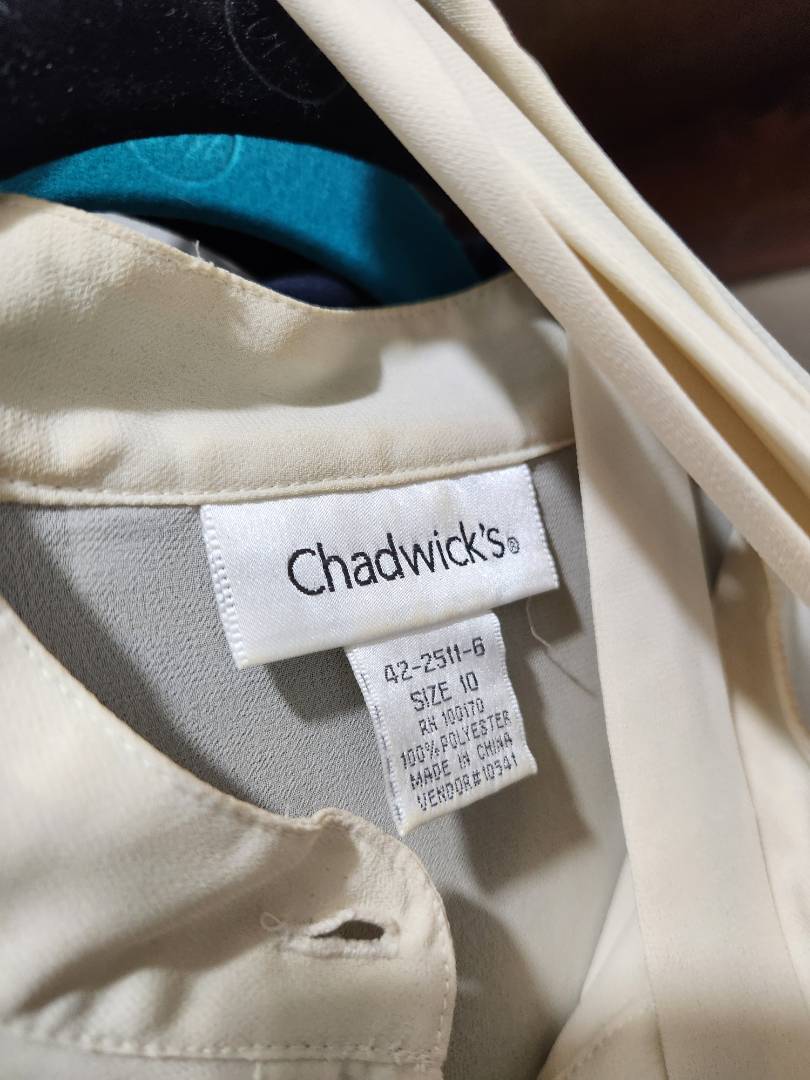 Chadwick's®
42-2511-6
SIZE 10
RN 100170
100% POLYESTER
MADE IN CHINA
VENDOR#10541